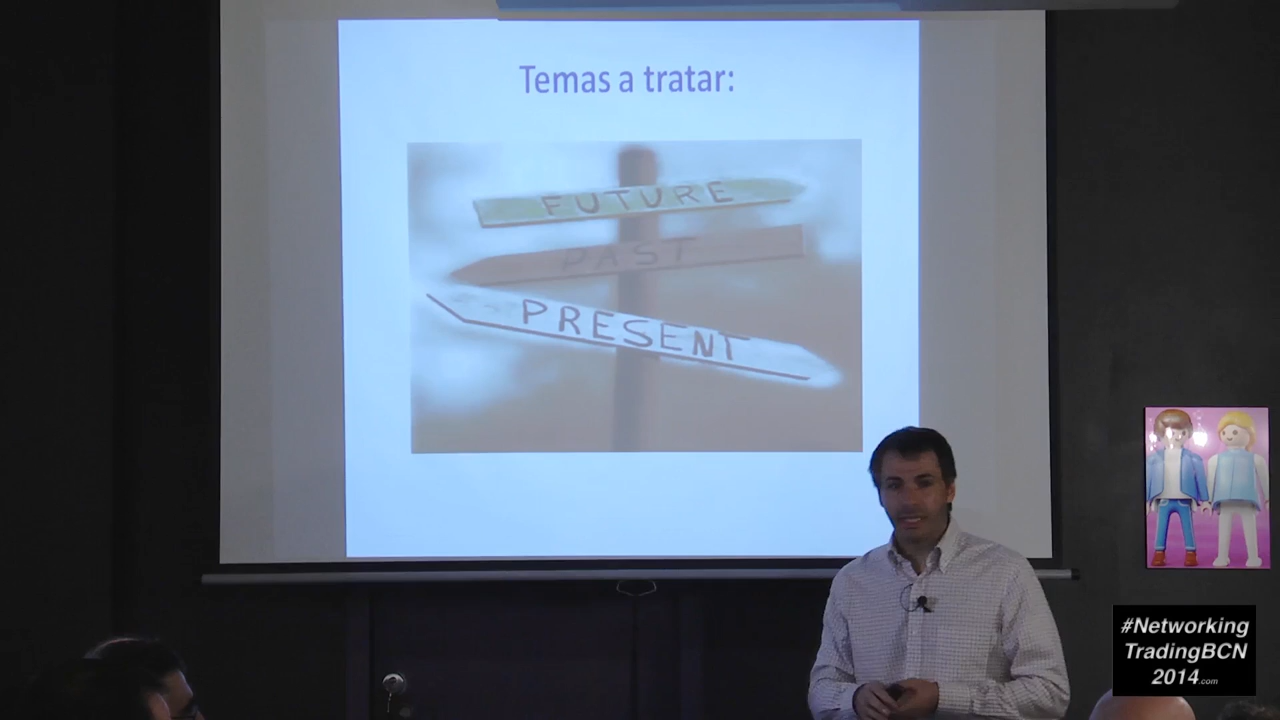 Temas a tratar:
FUTURE
PAST
PRESENT
#Networking
TradingBCN
2014.com